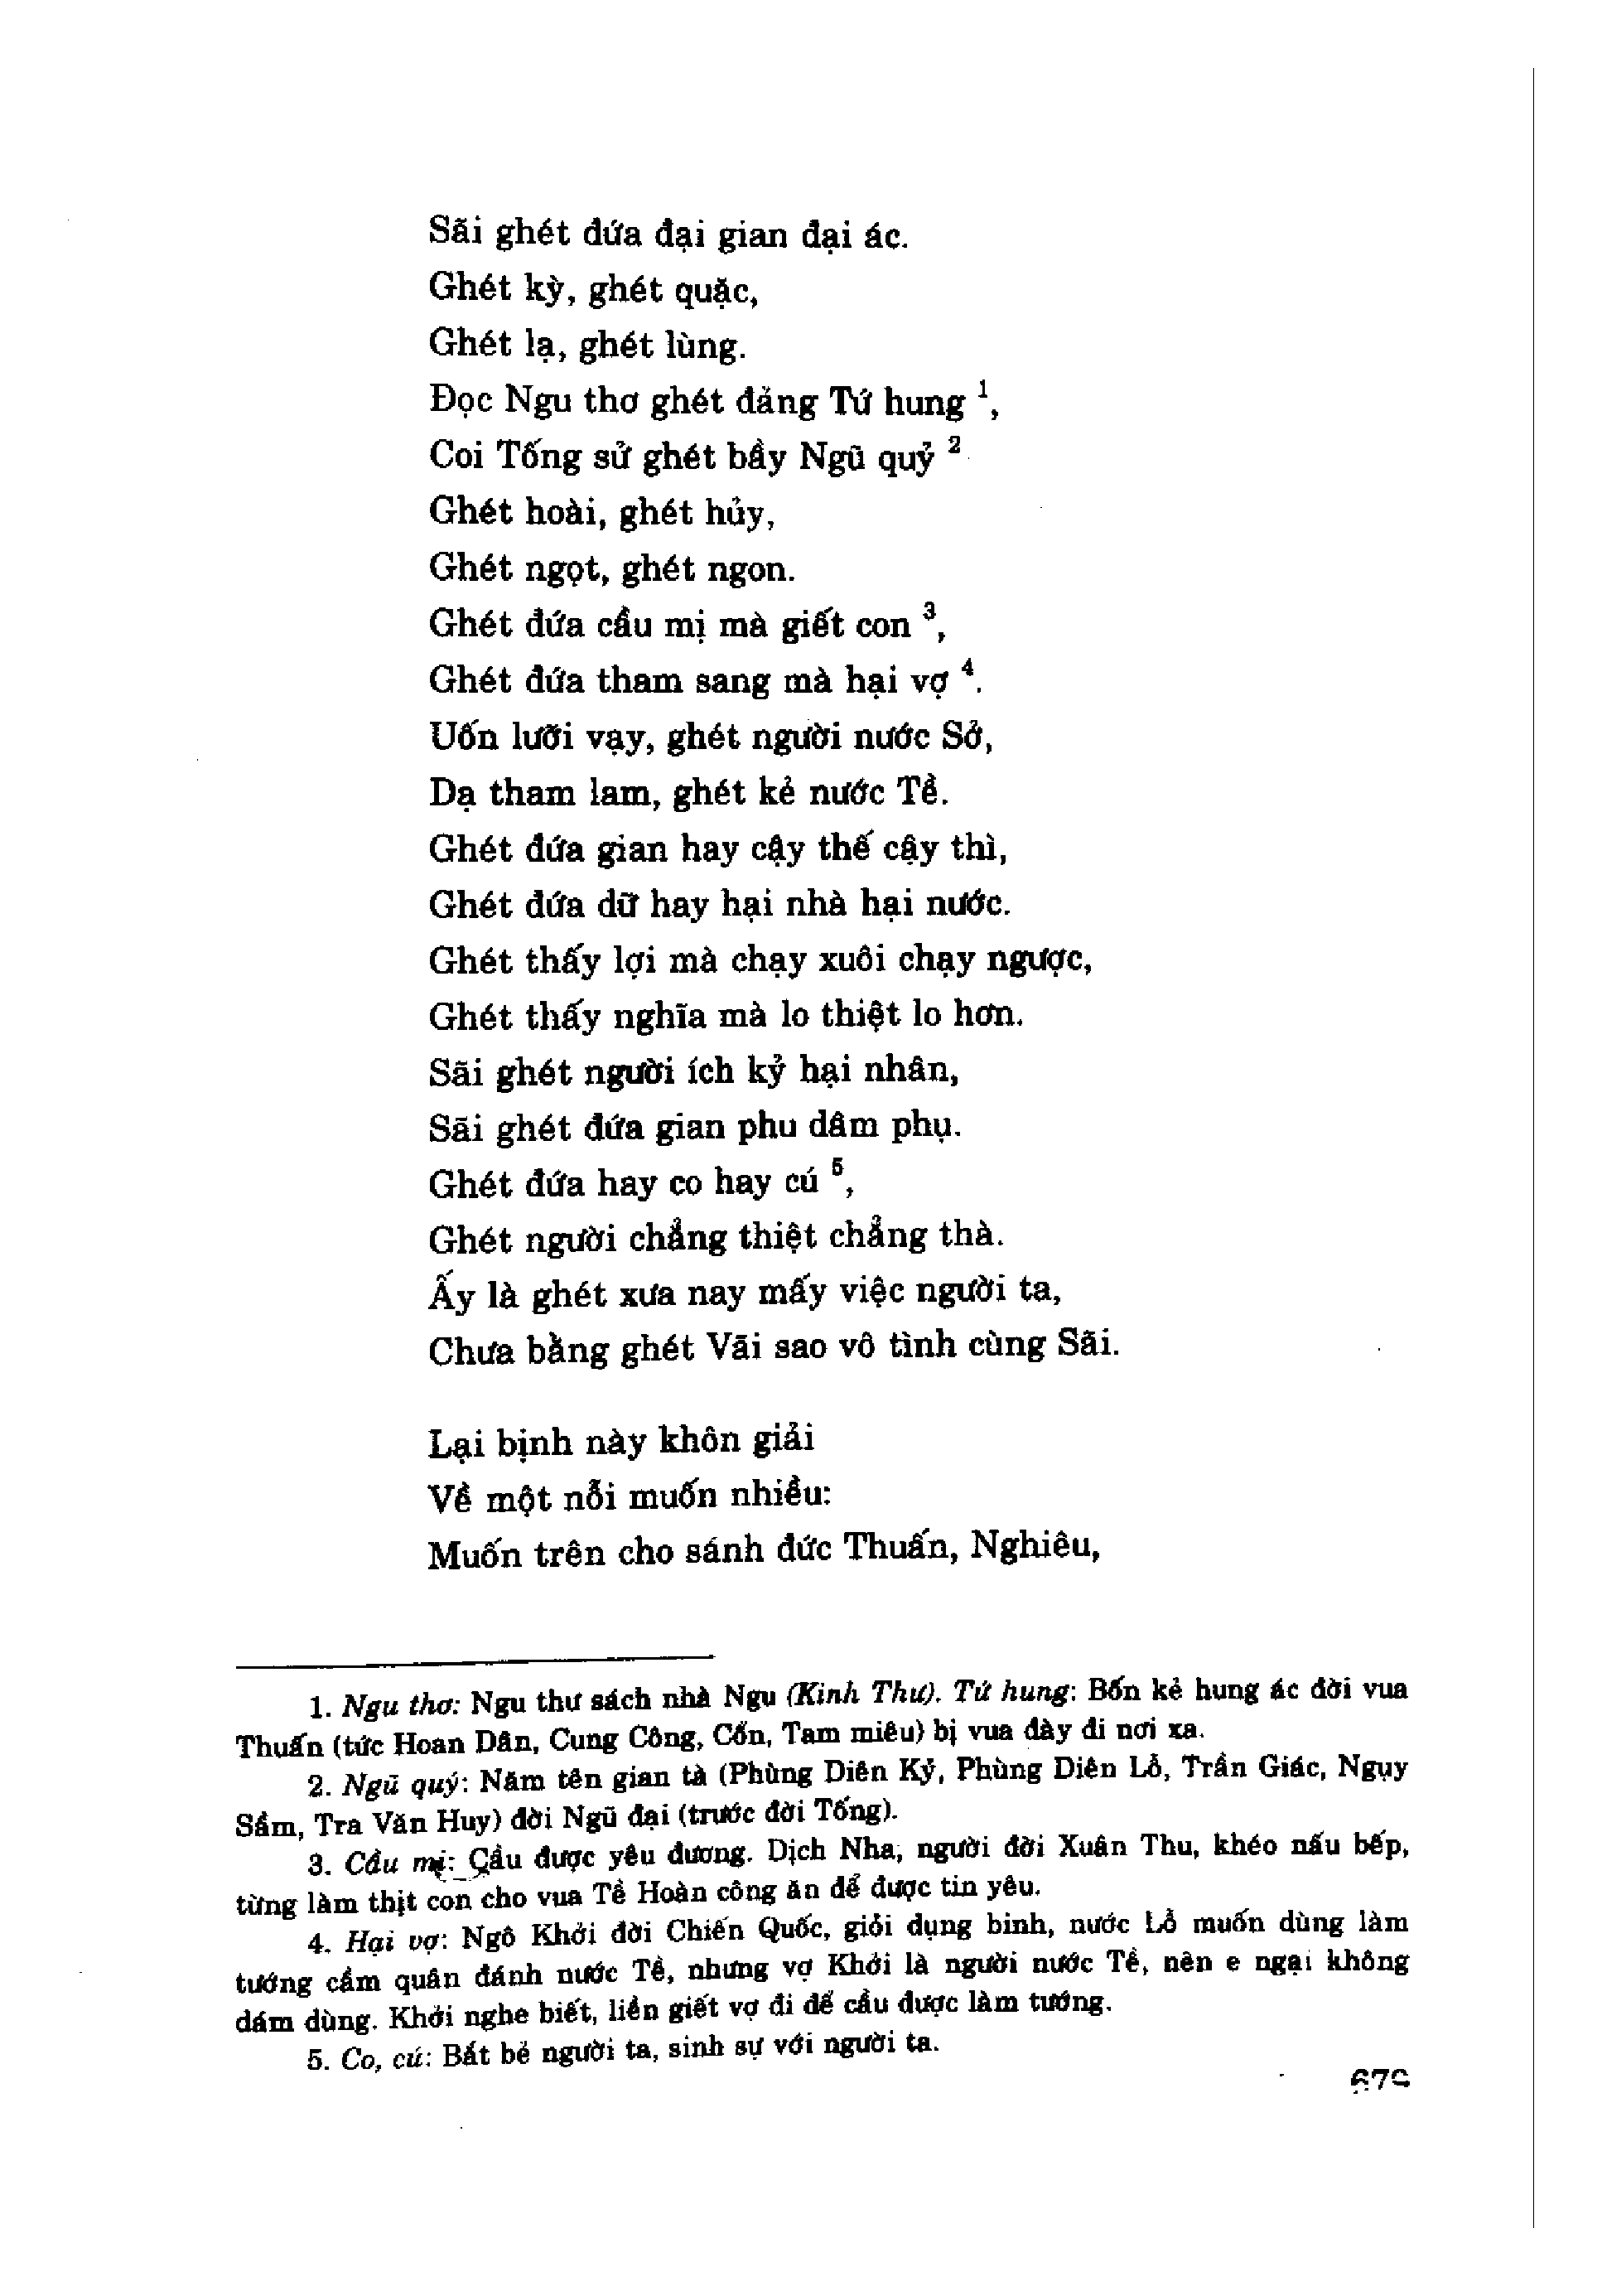 Sãi ghét đứa đại gian đại ác.
Ghét kỳ, ghét quặc,
Ghét lạ, ghét lùng.
Đọc Ngu thơ ghét đảng Tứ hung ¹,
Coi Tống sử ghét bầy Ngũ quỷ ²
Ghét hoài, ghét hủy,
Ghét ngọt, ghét ngon.
Ghét đứa cầu mị mà giết con ³,
Ghét đứa tham sang mà hại vợ ⁴.
Uốn lưỡi vạy, ghét người nước Sở,
Dạ tham lam, ghét kẻ nước Tề.
Ghét đứa gian hay cậy thế cậy thì,
Ghét đứa dữ hay hại nhà hại nước.
Ghét thấy lợi mà chạy xuôi chạy ngược,
Ghét thấy nghĩa mà lo thiệt lo hơn.
Sãi ghét người ích kỷ hại nhân,
Sãi ghét đứa gian phu dâm phụ.
Ghét đứa hay co hay cú ⁵,
Ghét người chẳng thiệt chẳng thà.
Ấy là ghét xưa nay mấy việc người ta,
Chưa bằng ghét Vãi sao vô tình cùng Sãi.
Lại bịnh này khôn giải
Về một nỗi muốn nhiều:
Muốn trên cho sánh đức Thuấn, Nghiêu,
1. Ngu thơ: Ngu thư sách nhà Ngu (Kinh Thư). Tứ hung: Bốn kẻ hung ác đời vua
Thuấn (tức Hoan Dân, Cung Công, Cổn, Tam miêu) bị vua đày đi nơi xa.
2. Ngũ quỷ: Năm tên gian tà (Phùng Diên Kỷ, Phùng Diên Lỗ, Trần Giác, Ngụy
Sầm, Tra Văn Huy) đời Ngũ đại (trước đời Tống).
3. Cầu mị: Cầu được yêu đương. Dịch Nha, người đời Xuân Thu, khéo nấu bếp,
từng làm thịt con cho vua Tề Hoàn công ăn để được tin yêu.
4. Hại vợ: Ngô Khởi đời Chiến Quốc, giỏi dụng binh, nước Lỗ muốn dùng làm
tướng cầm quân đánh nước Tề, nhưng vợ Khởi là người nước Tề, nên e ngại không
dám dùng. Khởi nghe biết, liền giết vợ đi để cầu được làm tướng.
5. Co, cú: Bắt bẻ người ta, sinh sự với người ta.
679